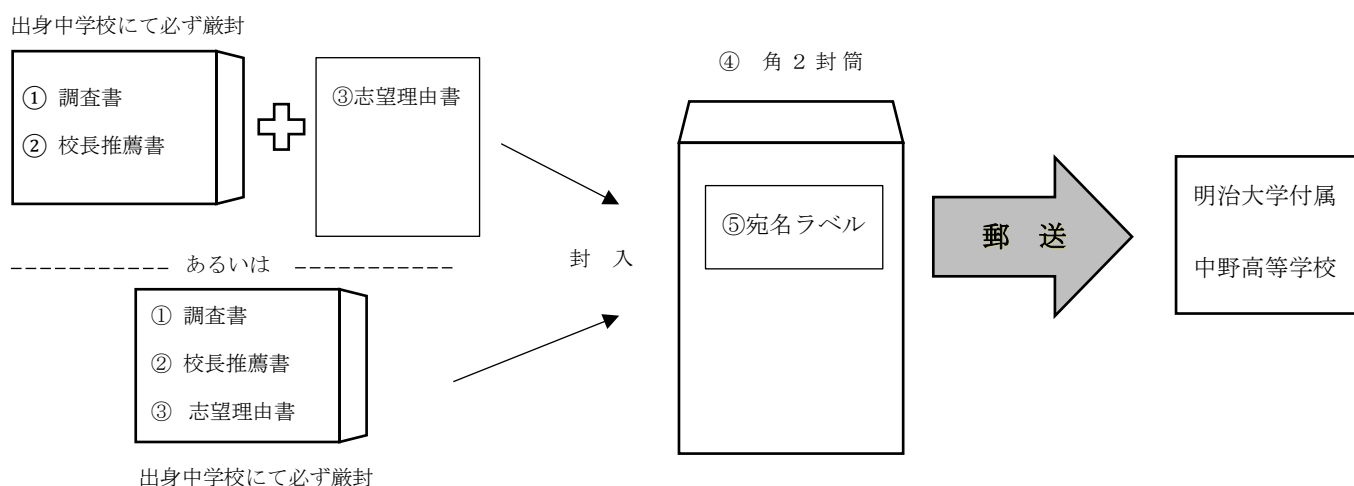 出身中学校にて必ず厳封
① 調査書
② 校長推薦書
③志望理由書
あるいは
① 調査書
② 校長推薦書
③ 志望理由書
出身中学校にて必ず厳封
封 入
④ 角２封筒
⑤宛名ラベル
郵 送
明治大学付属
中野高等学校